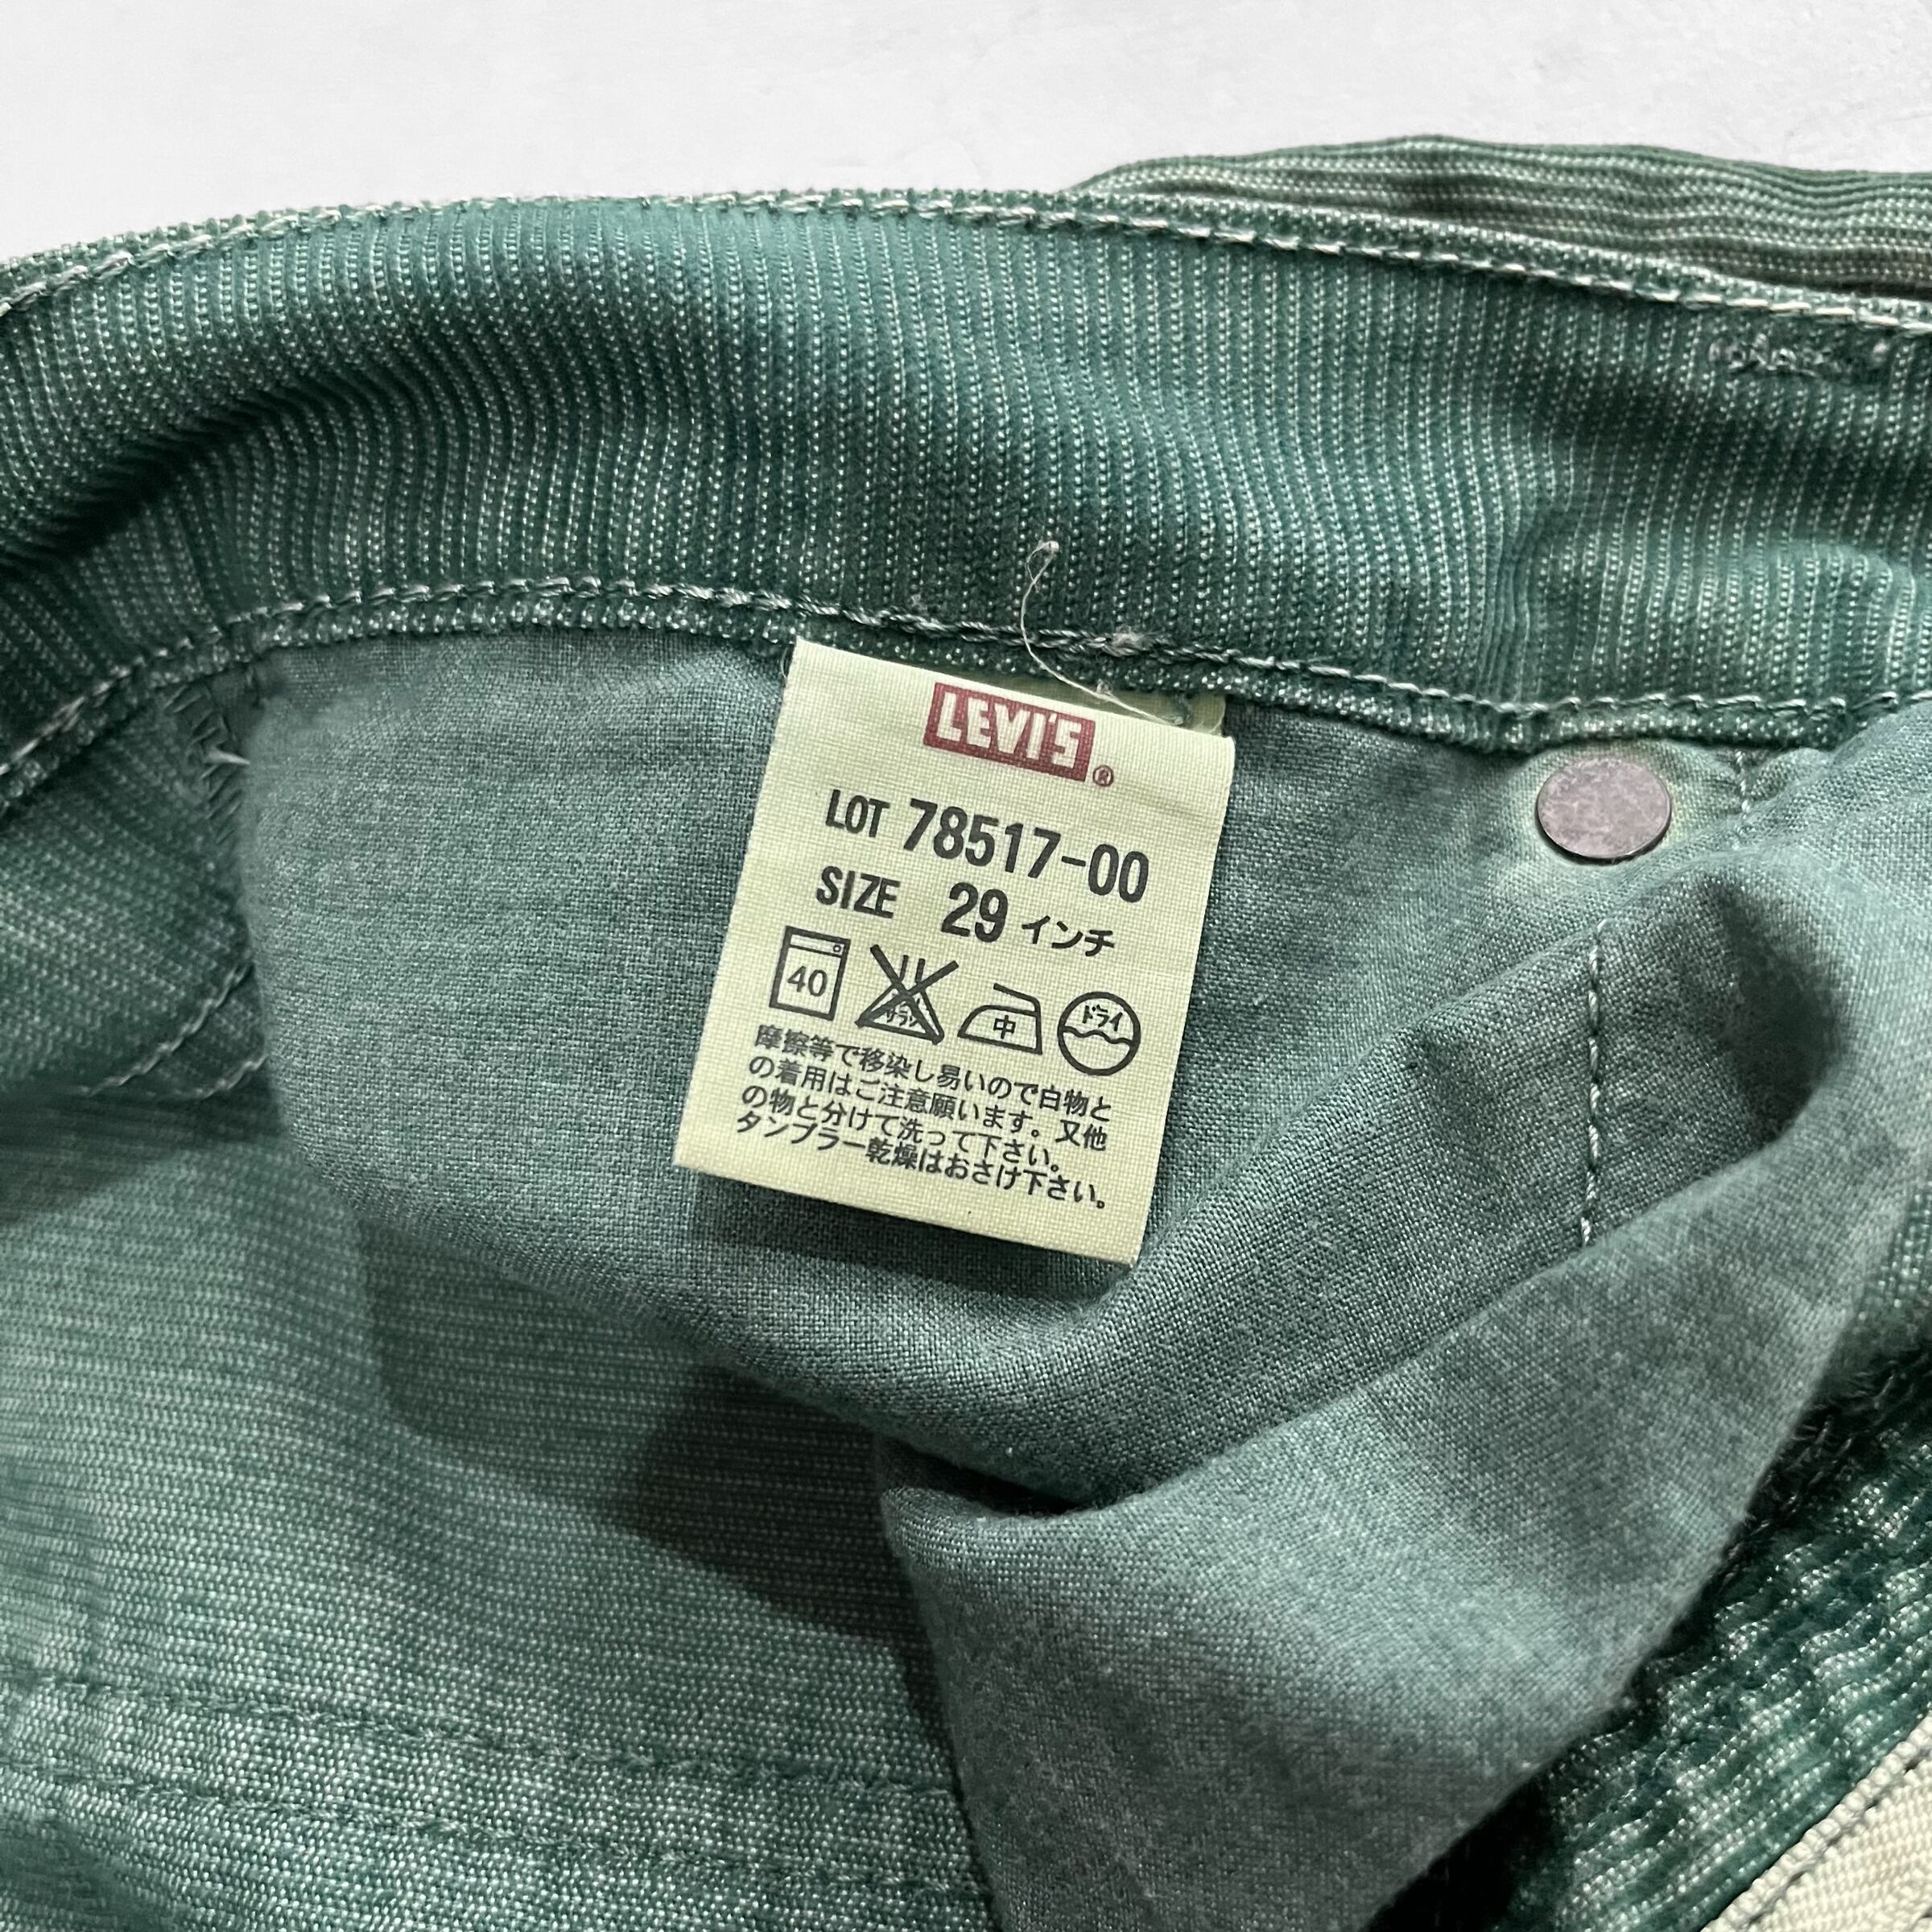 LEVI'S®
LOT 78517-00
SIZE 29インチ
40 サラシ 中 ドライ
摩擦等で移染し易いので白物と
の着用はご注意願います。又他
の物と分けて洗って下さい。
タンブラー乾燥はおさけ下さい。